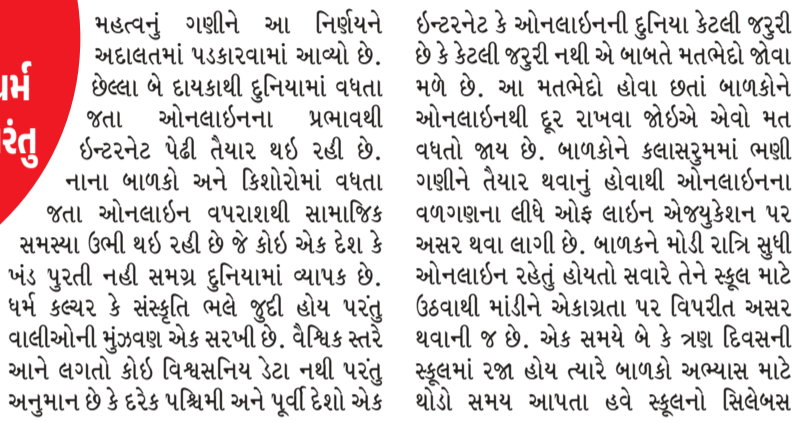 ધર્મ
પરંતુ
મહત્વનું ગણીને આ નિર્ણયને
અદાલતમાં પડકારવામાં આવ્યો છે.
છેલ્લા બે દાયકાથી દુનિયામાં વધતા
જતા ઓનલાઇનના પ્રભાવથી
ઇન્ટરનેટ પેઢી તૈયાર થઇ રહી છે.
નાના બાળકો અને કિશોરોમાં વધતા
જતા ઓનલાઇન વપરાશથી સામાજિક
સમસ્યા ઉભી થઇ રહી છે જે કોઇ એક દેશ કે
ખંડ પુરતી નહી સમગ્ર દુનિયામાં વ્યાપક છે.
ધર્મ કલ્ચર કે સંસ્કૃતિ ભલે જુદી હોય પરંતુ
વાલીઓની મુંઝવણ એક સરખી છે. વૈશ્વિક સ્તરે
આને લગતો કોઇ વિશ્વસનિય ડેટા નથી પરંતુ
અનુમાન છે કે દરેક પશ્ચિમી અને પૂર્વી દેશો એક
ઇન્ટરનેટ કે ઓનલાઇનની દુનિયા કેટલી જરુરી
છે કે કેટલી જરુરી નથી એ બાબતે મતભેદો જોવા
મળે છે. આ મતભેદો હોવા છતાં બાળકોને
ઓનલાઇનથી દૂર રાખવા જોઇએ એવો મત
વધતો જાય છે. બાળકોને કલાસરુમમાં ભણી
ગણીને તૈયાર થવાનું હોવાથી ઓનલાઇનના
વળગણના લીધે ઓફ લાઇન એજયુકેશન પર
અસર થવા લાગી છે. બાળકને મોડી રાત્રિ સુધી
ઓનલાઇન રહેતું હોયતો સવારે તેને સ્કૂલ માટે
ઉઠવાથી માંડીને એકાગ્રતા પર વિપરીત અસર
થવાની જ છે. એક સમયે બે કે ત્રણ દિવસની
સ્કૂલમાં રજા હોય ત્યારે બાળકો અભ્યાસ માટે
થોડો સમય આપતા હવે સ્કૂલનો સિલેબસ